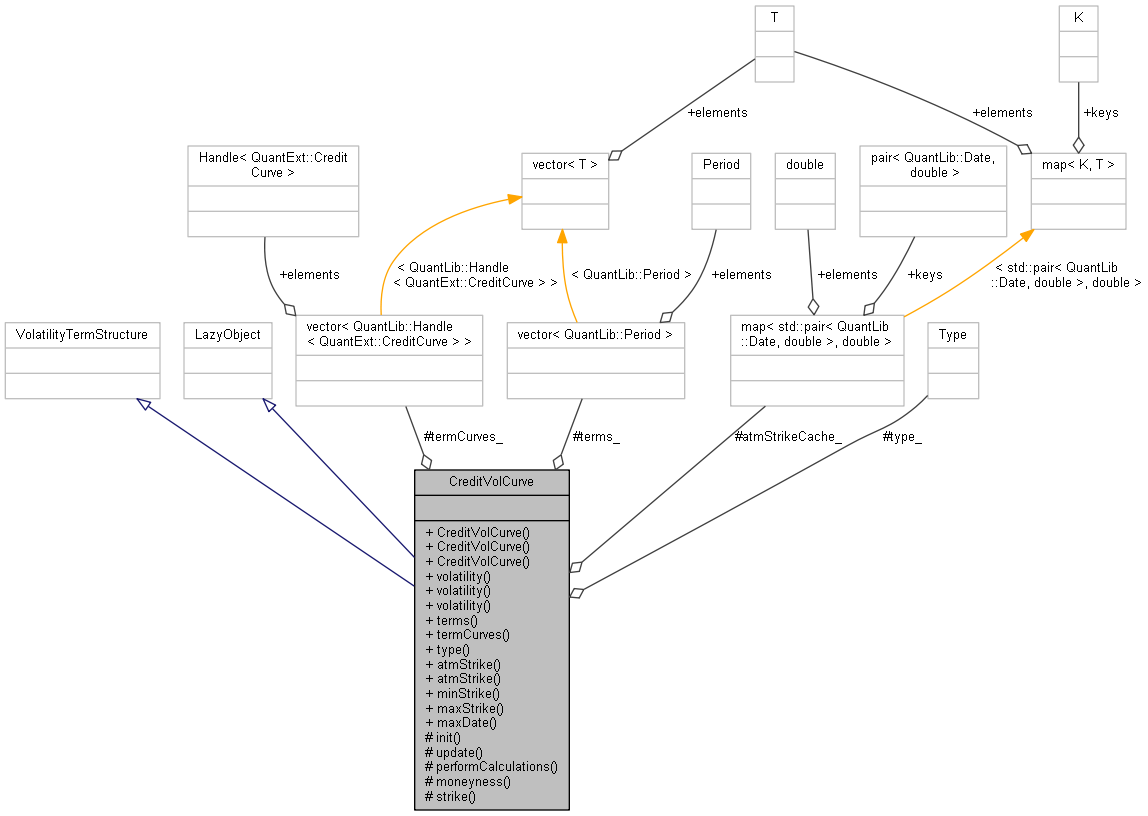 T
K
+elements
+elements
+keys
Handle< QuantExt::Credit
Curve >
vector< T >
Period
double
pair< QuantLib::Date,
double >
map< K, T >
+elements
< QuantLib::Handle
< QuantExt::CreditCurve > >
< QuantLib::Period >
+elements
+elements
+keys
< std::pair< QuantLib
::Date, double >, double >
VolatilityTermStructure
LazyObject
vector< QuantLib::Handle
< QuantExt::CreditCurve > >
vector< QuantLib::Period >
map< std::pair< QuantLib
::Date, double >, double >
Type
#termCurves_
#terms_
#atmStrikeCache_
#type_
CreditVolCurve
+ CreditVolCurve()
+ CreditVolCurve()
+ CreditVolCurve()
+ volatility()
+ volatility()
+ volatility()
+ terms()
+ termCurves()
+ type()
+ atmStrike()
+ atmStrike()
+ minStrike()
+ maxStrike()
+ maxDate()
# init()
# update()
# performCalculations()
# moneyness()
# strike()